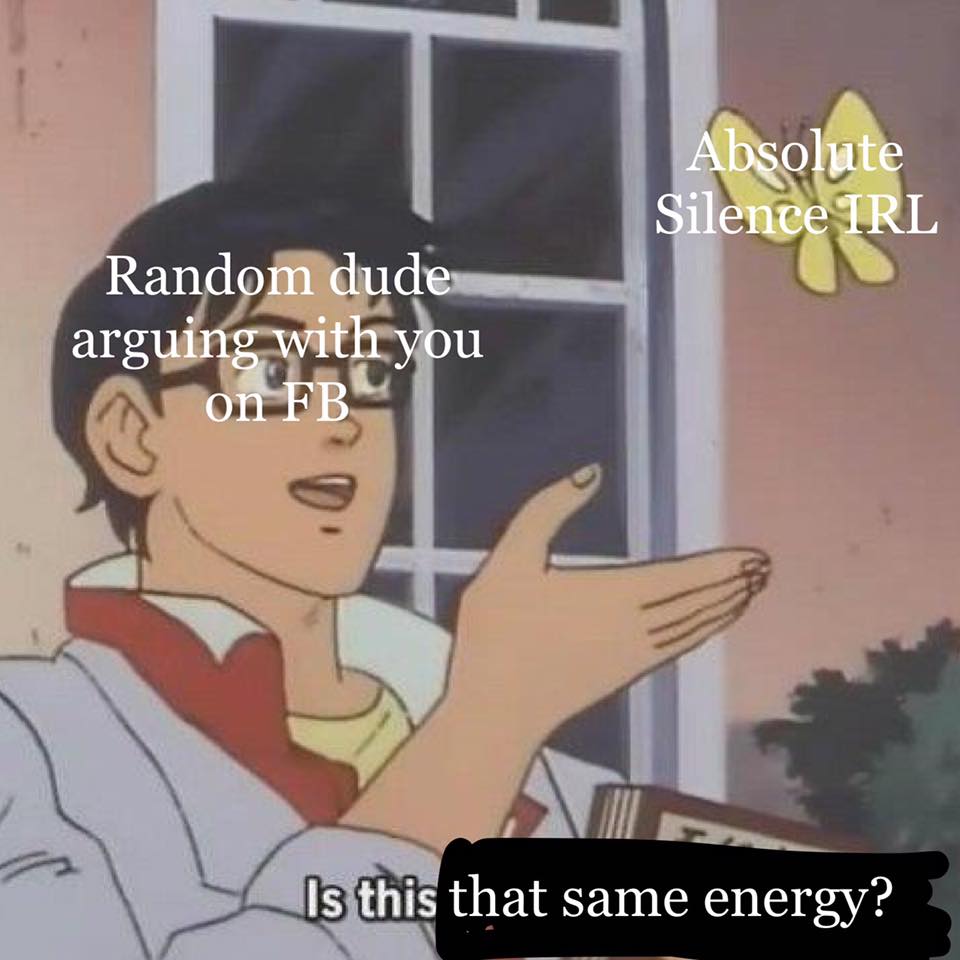 Absolute
Silence IRL
Random dude
arguing with you
on FB
Is this that same energy?